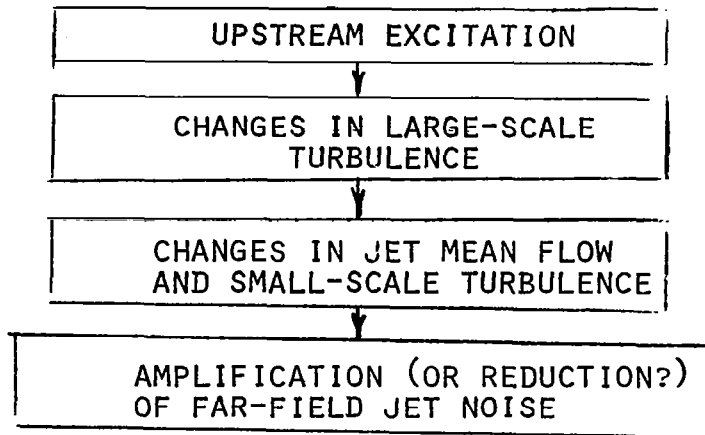 UPSTREAM EXCITATION
CHANGES IN LARGE-SCALE
TURBULENCE
CHANGES IN JET MEAN FLOW
AND SMALL-SCALE TURBULENCE
AMPLIFICATION (OR REDUCTION?)
OF FAR-FIELD JET NOISE